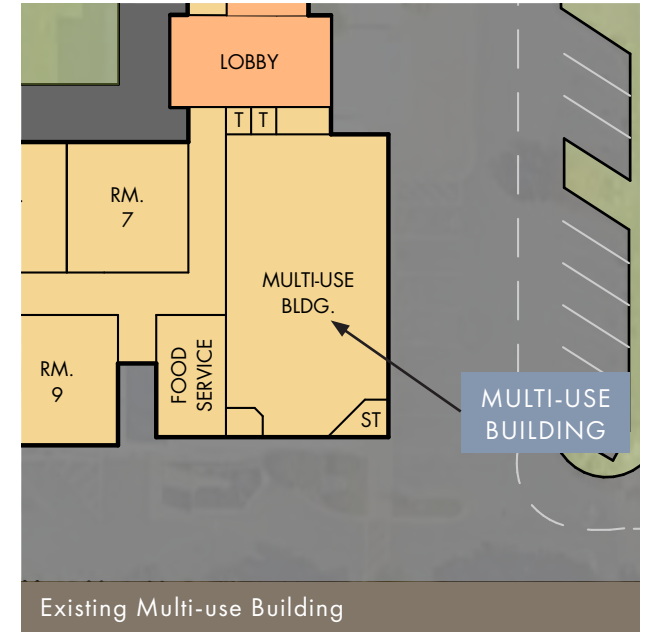 LOBBY
T T
RM.
7
MULTI-USE
BLDG.
RM.
9
FOOD
SERVICE
ST
MULTI-USE
BUILDING
Existing Multi-use Building